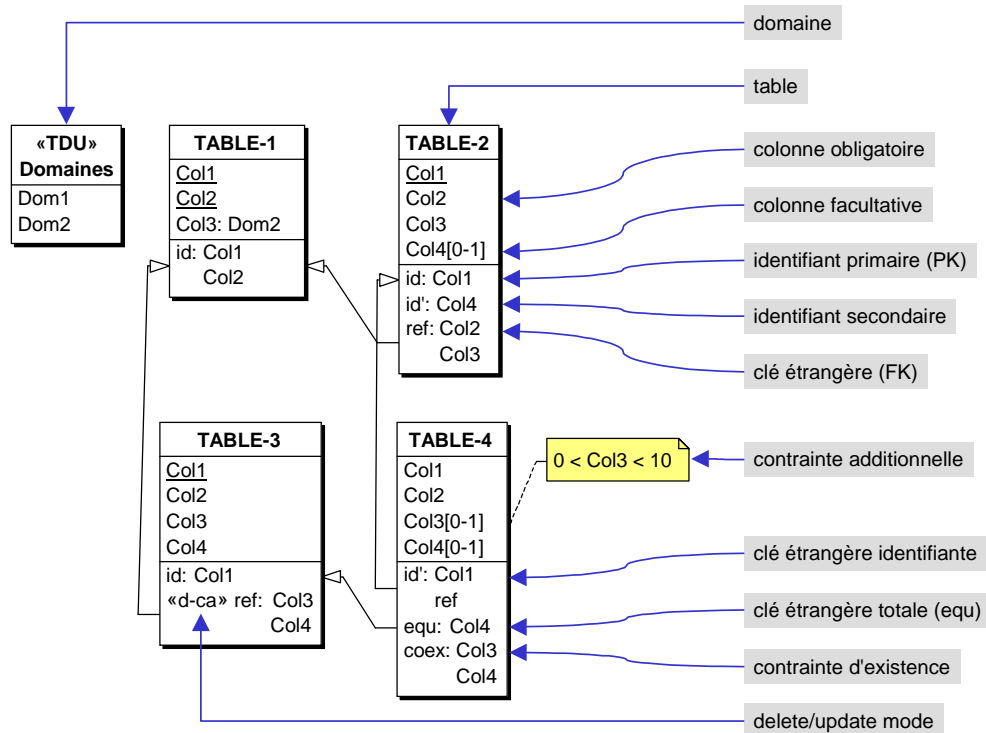 domaine
table
«TDU»
Domaines
Dom1
Dom2
TABLE-1
Col1
Col2
Col3: Dom2
id: Col1
Col2
TABLE-2
Col1
Col2
Col3
Col4[0-1]
id: Col1
id': Col4
ref: Col2
Col3
colonne obligatoire
colonne facultative
identifiant primaire (PK)
identifiant secondaire
clé étrangère (FK)
TABLE-3
Col1
Col2
Col3
Col4
id: Col1
«d-ca» ref: Col3
Col4
TABLE-4
Col1
Col2
Col3[0-1]
Col4[0-1]
id': Col1
ref
equ: Col4
coex: Col3
Col4
0 < Col3 < 10
contrainte additionnelle
clé étrangère identifiante
clé étrangère totale (equ)
contrainte d'existence
delete/update mode